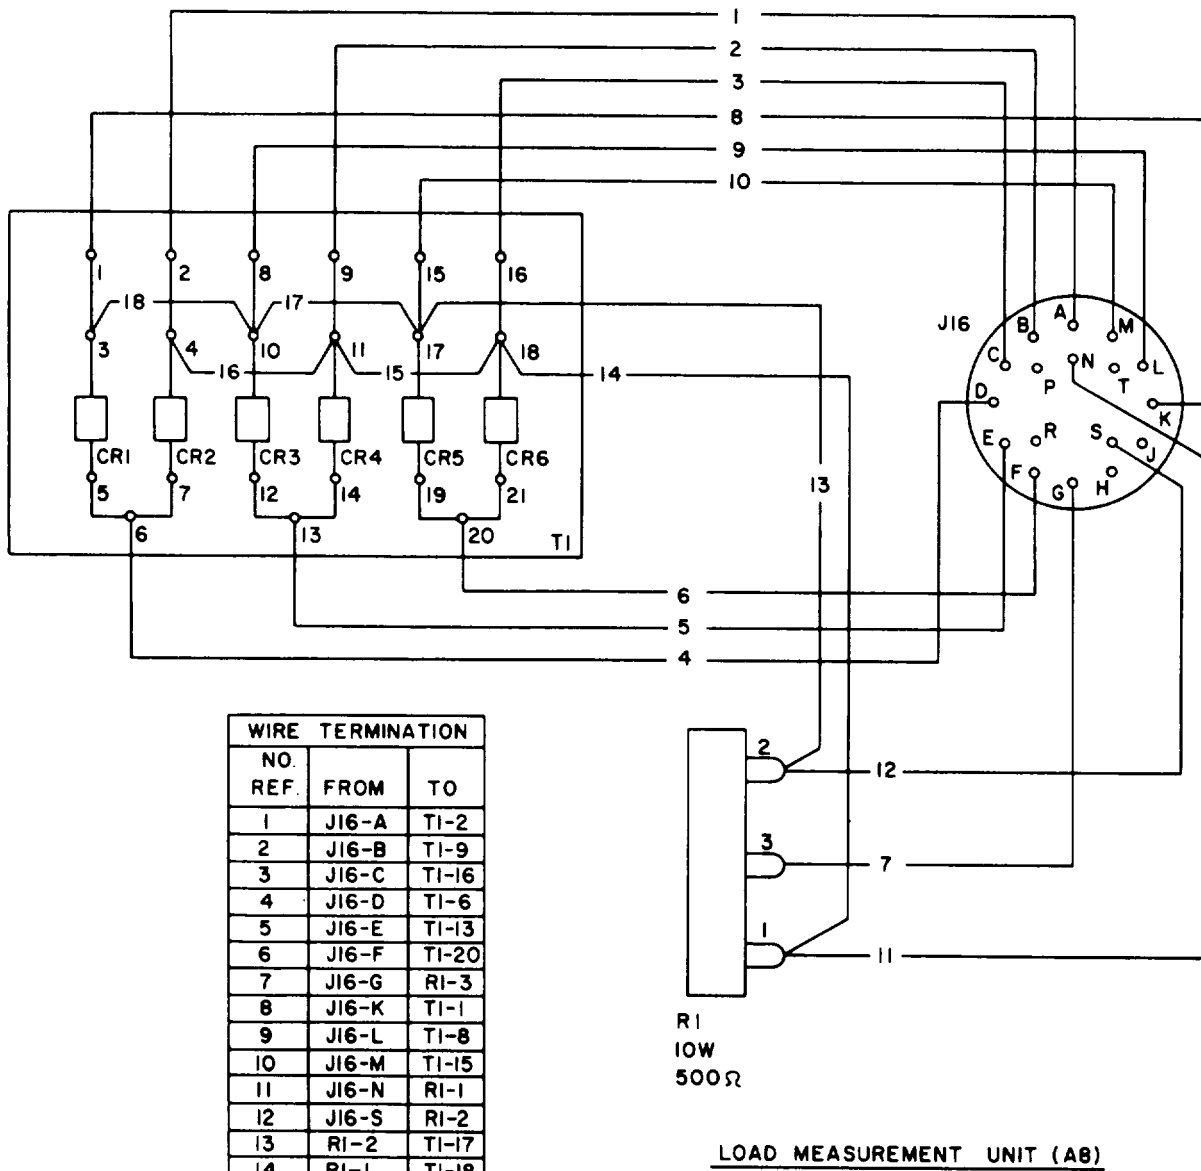 1
2
3
8
9
10
1 2 8 9 15 16
18 17
3 4 10 11 17 18
16 15 14
CR1 CR2 CR3 CR4 CR5 CR6
5 7 12 14 19 21
6 13 20
T1
13
6
5
4
J16
A
B M
C N L
P T
D K
E R S J
F H
G
WIRE TERMINATION
NO. REF. FROM TO
1 J16-A T1-2
2 J16-B T1-9
3 J16-C T1-16
4 J16-D T1-6
5 J16-E T1-13
6 J16-F T1-20
7 J16-G R1-3
8 J16-K T1-1
9 J16-L T1-8
10 J16-M T1-15
11 J16-N R1-1
12 J16-S R1-2
13 R1-2 T1-17
14 R1-1 T1-18
2
12
3
7
1
11
R1
10W
500Ω
LOAD MEASUREMENT UNIT (A8)